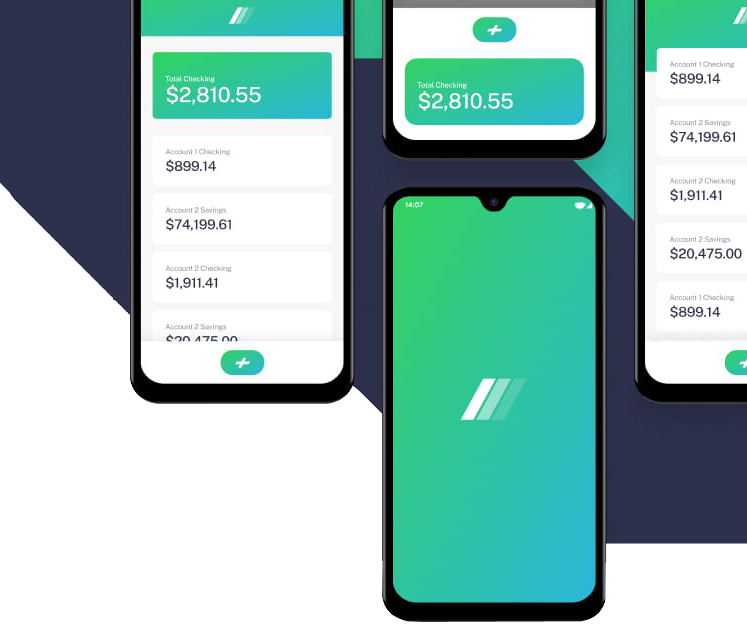 Total Checking
$2,810.55
Account 1 Checking
$899.14
Account 2 Savings
$74,199.61
Account 2 Checking
$1,911.41
Account 2 Savings
$20,475.00
Total Checking
$2,810.55
14:07
Account 1 Checking
$899.14
Account 2 Savings
$74,199.61
Account 2 Checking
$1,911.41
Account 2 Savings
$20,475.00
Account 1 Checking
$899.14